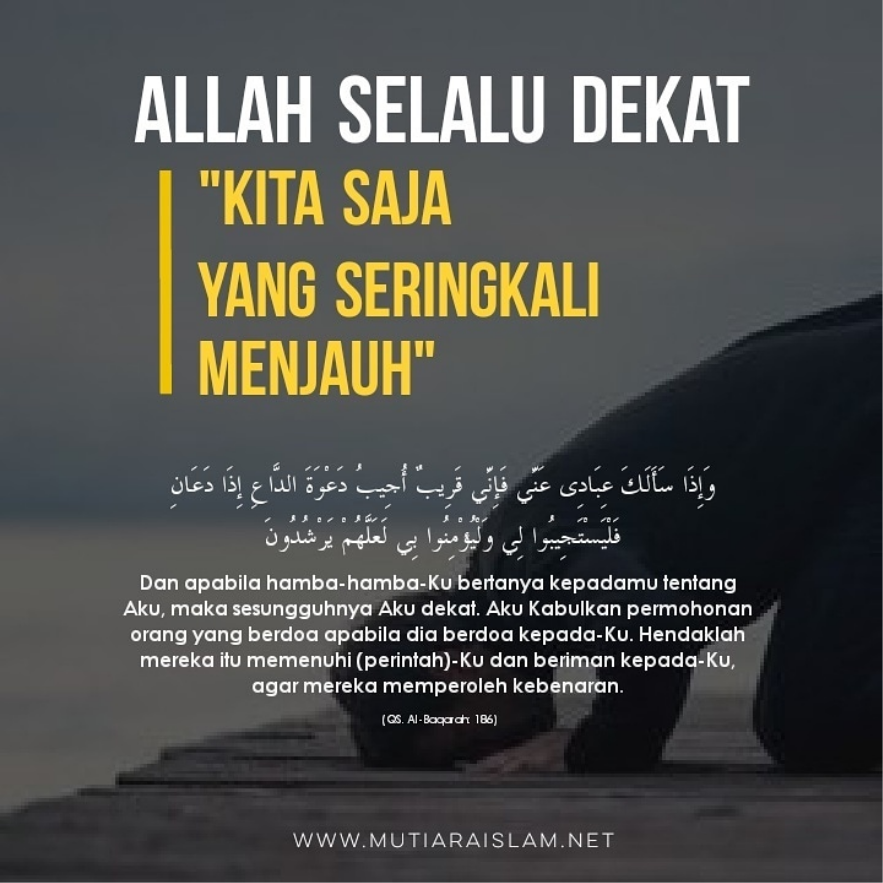 ALLAH SELALU DEKAT
"KITA SAJA
YANG SERINGKALI
MENJAUH"
وَإِذَا سَأَلَكَ عِبَادِى عَنِّي فَإِنِّي قَرِيبٌ أُجِيبُ دَعْوَةَ الدَّاعِ إِذَا دَعَانِ
فَلْيَسْتَجِيبُوا لِي وَلْيُؤْمِنُوا بِي لَعَلَّهُمْ يَرْشُدُونَ
Dan apabila hamba-hamba-Ku bertanya kepadamu tentang
Aku, maka sesungguhnya Aku dekat. Aku Kabulkan permohonan
orang yang berdoa apabila dia berdoa kepada-Ku. Hendaklah
mereka itu memenuhi (perintah)-Ku dan beriman kepada-Ku,
agar mereka memperoleh kebenaran.
(QS. Al-Baqarah: 186)
WWW.MUTIARAISLAM.NET